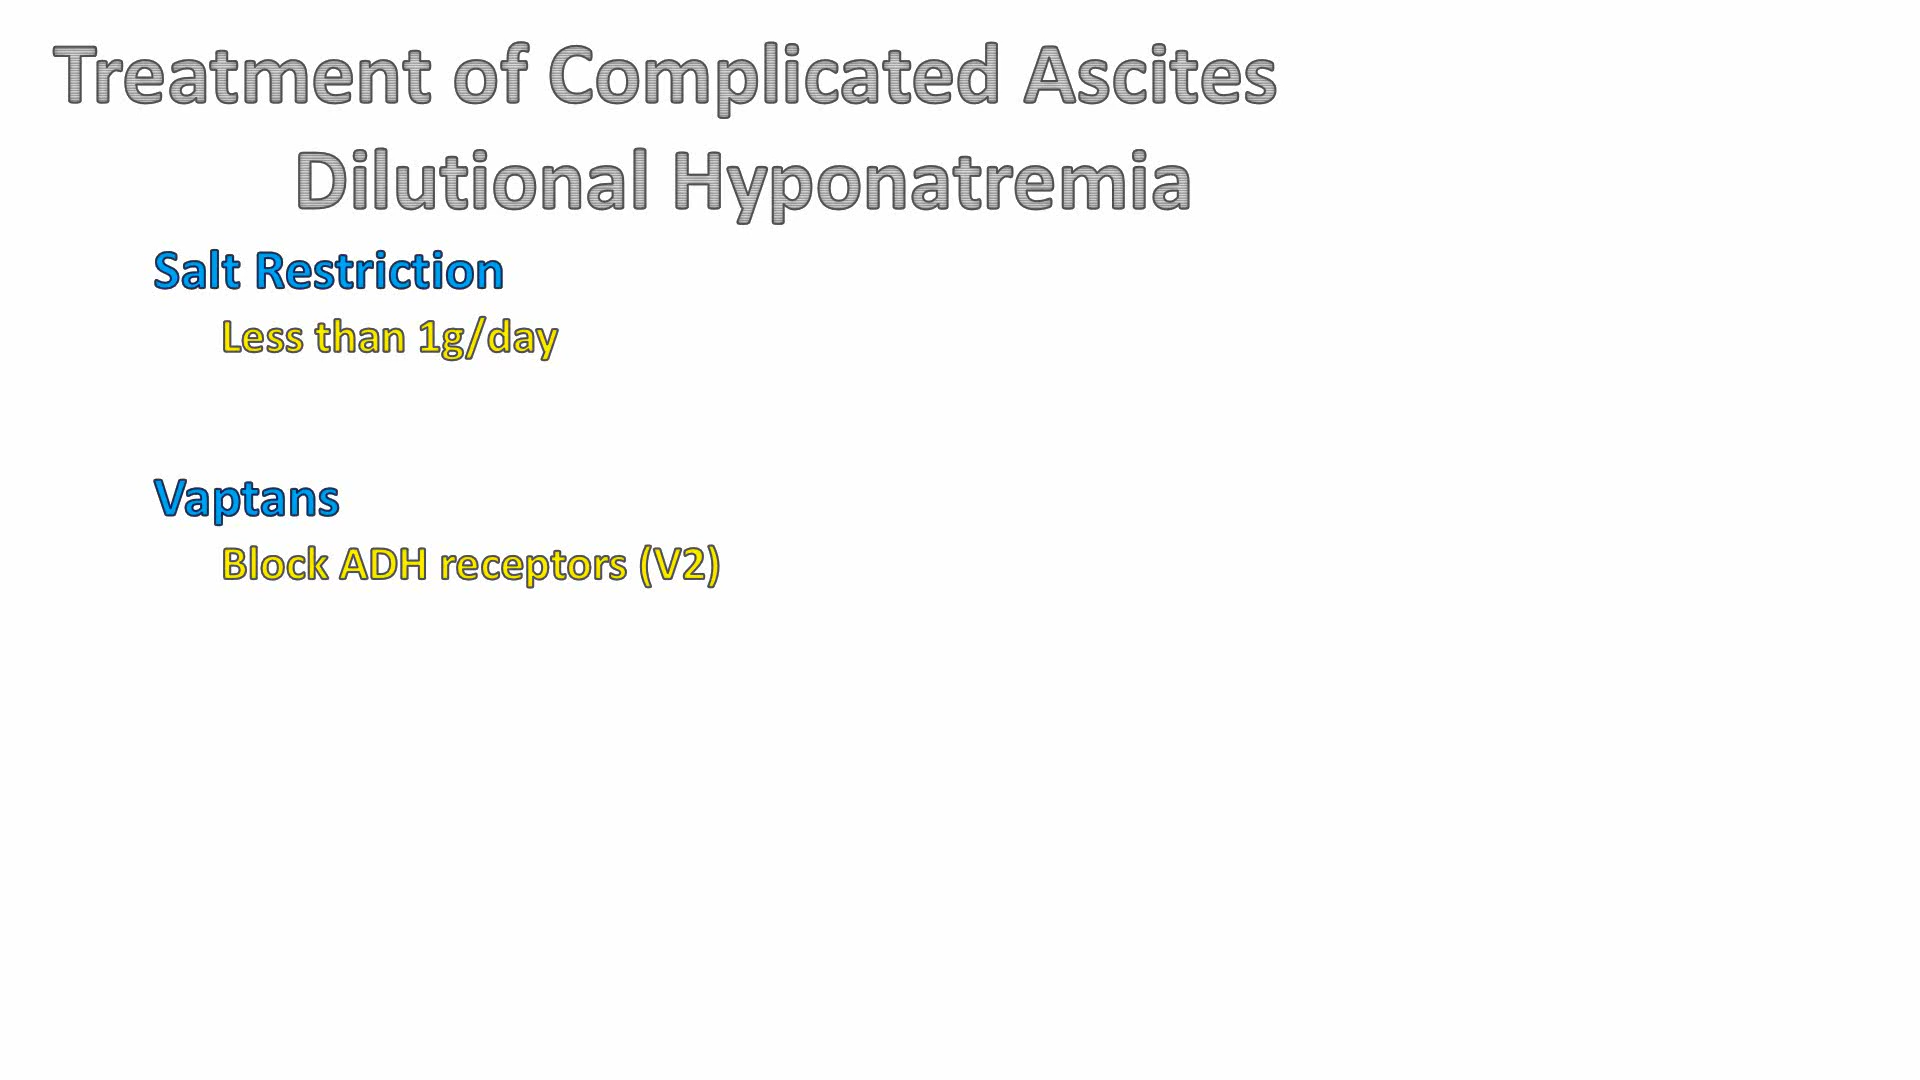 Treatment of Complicated Ascites
Dilutional Hyponatremia
Salt Restriction
Less than 1g/day
Vaptans
Block ADH receptors (V2)